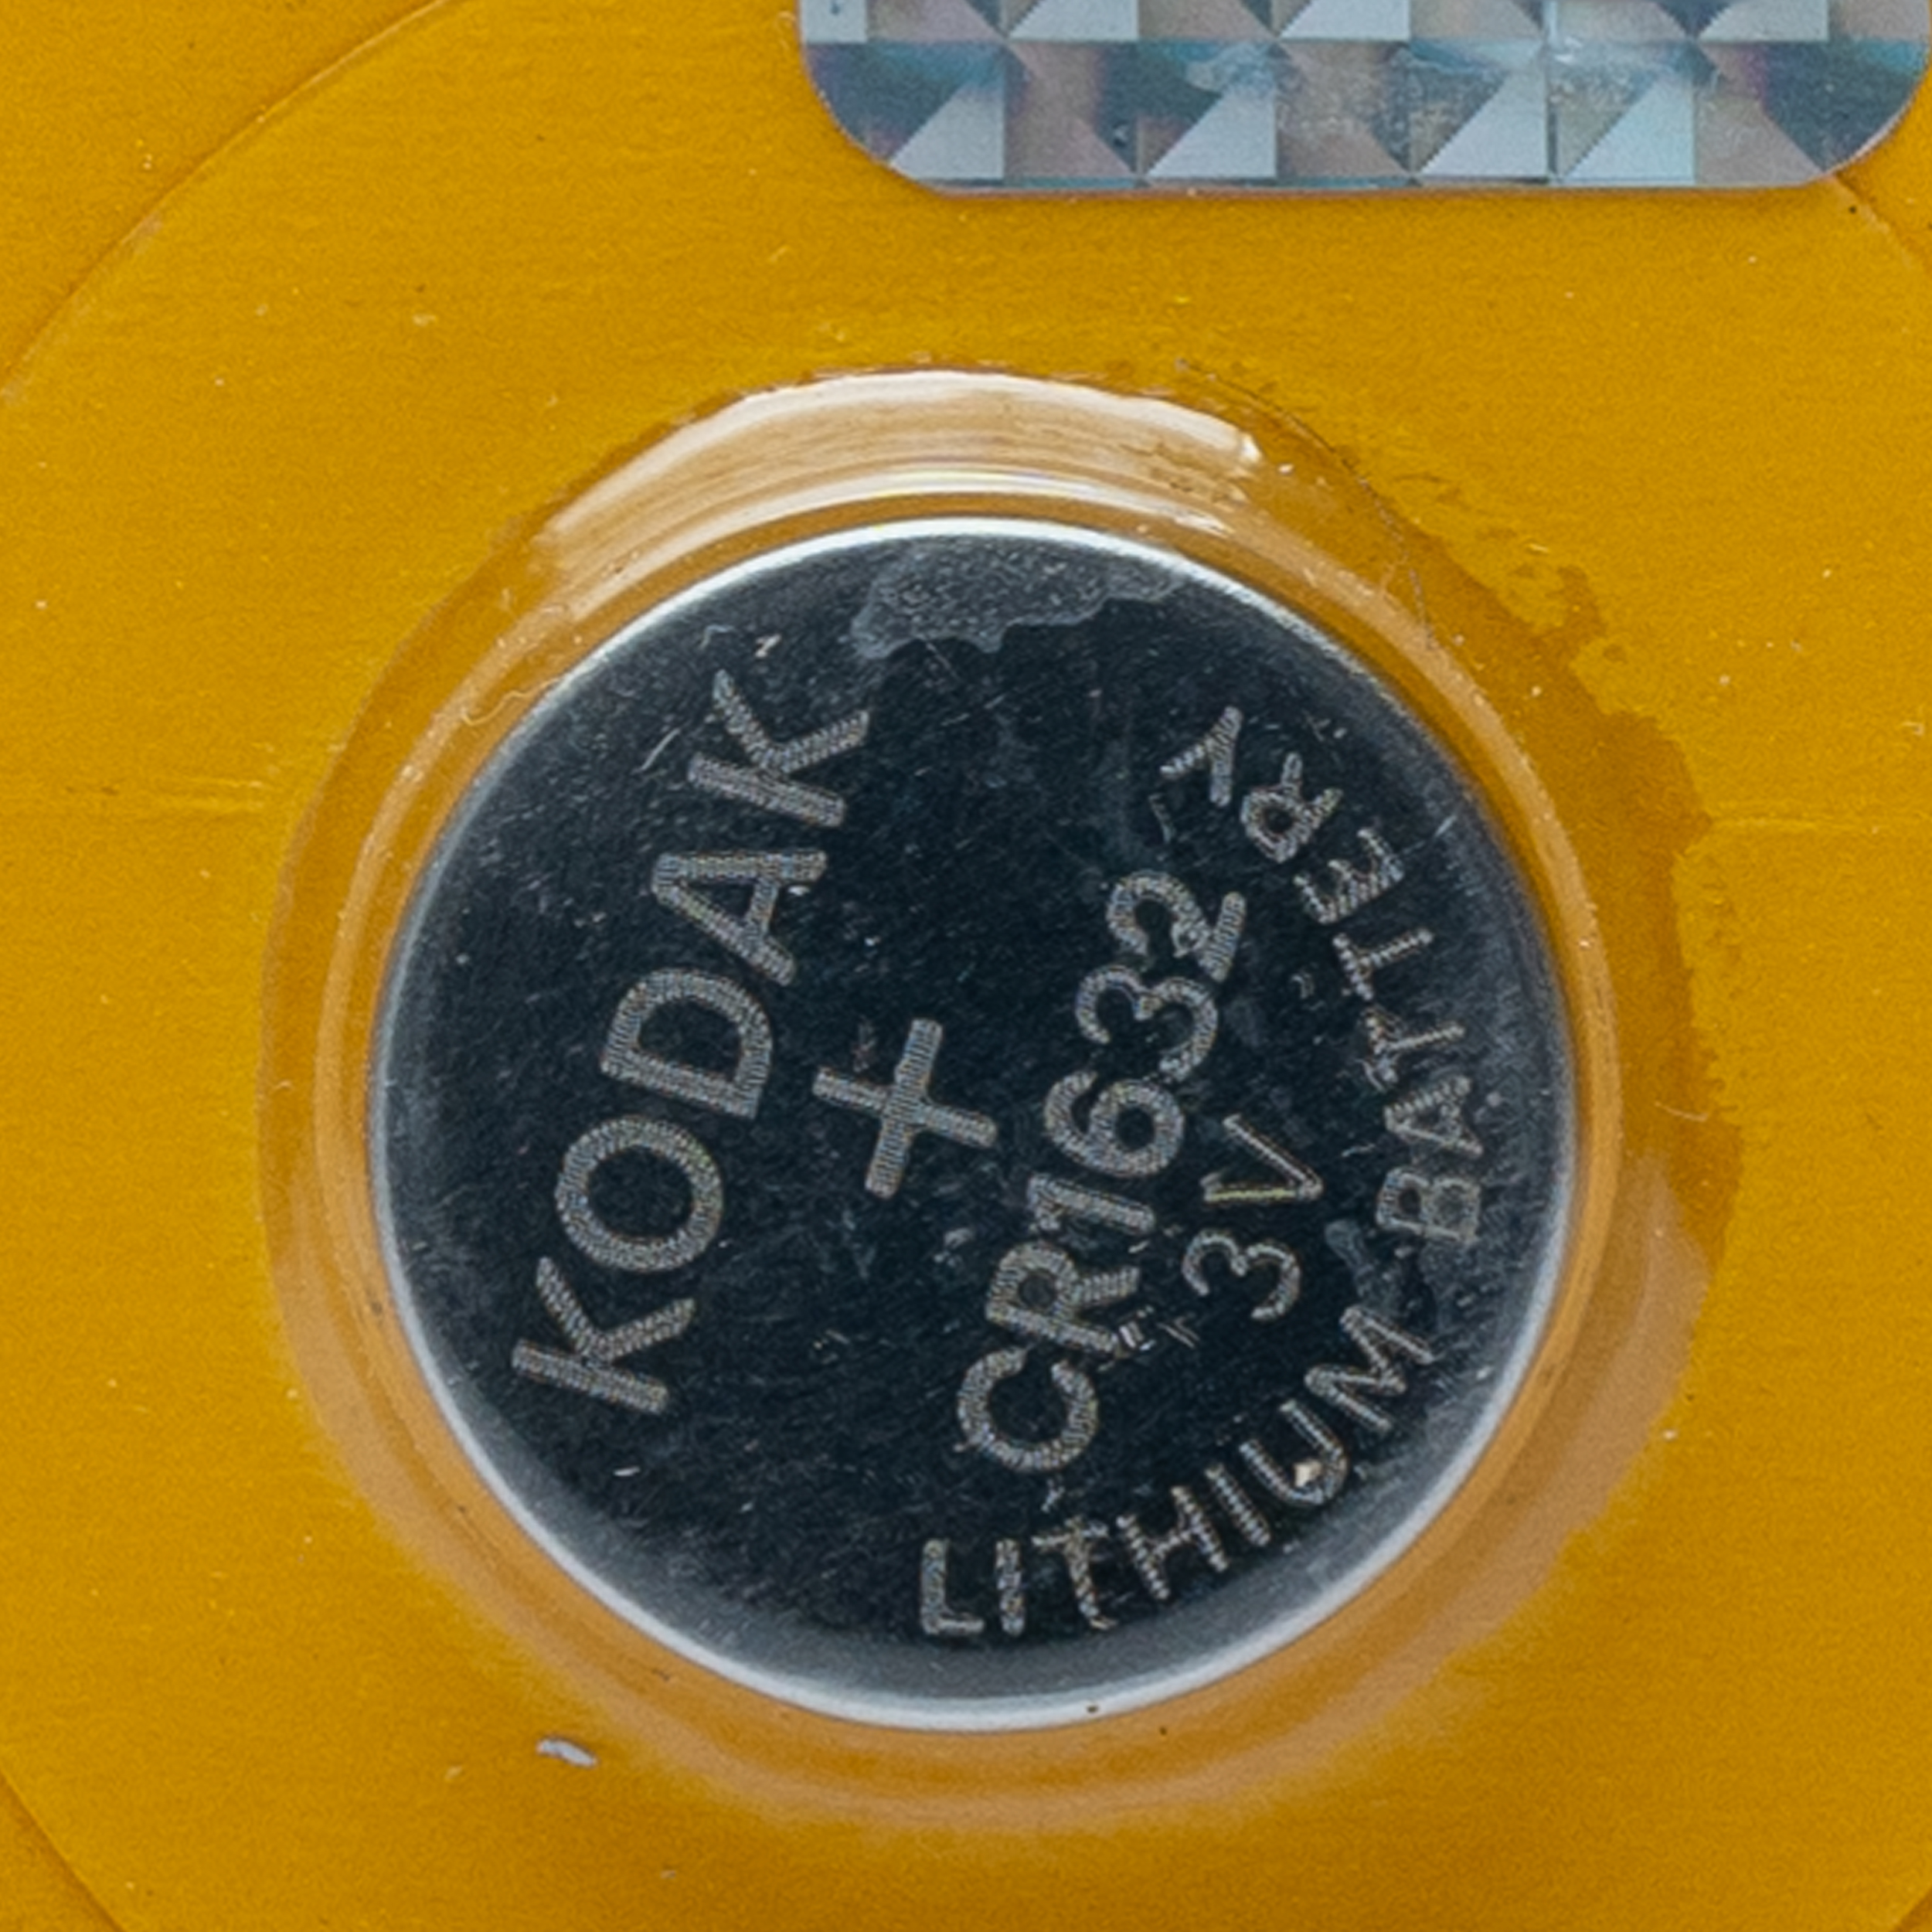 KODAK
+
CR1632
3V
LITHIUM BATTERY